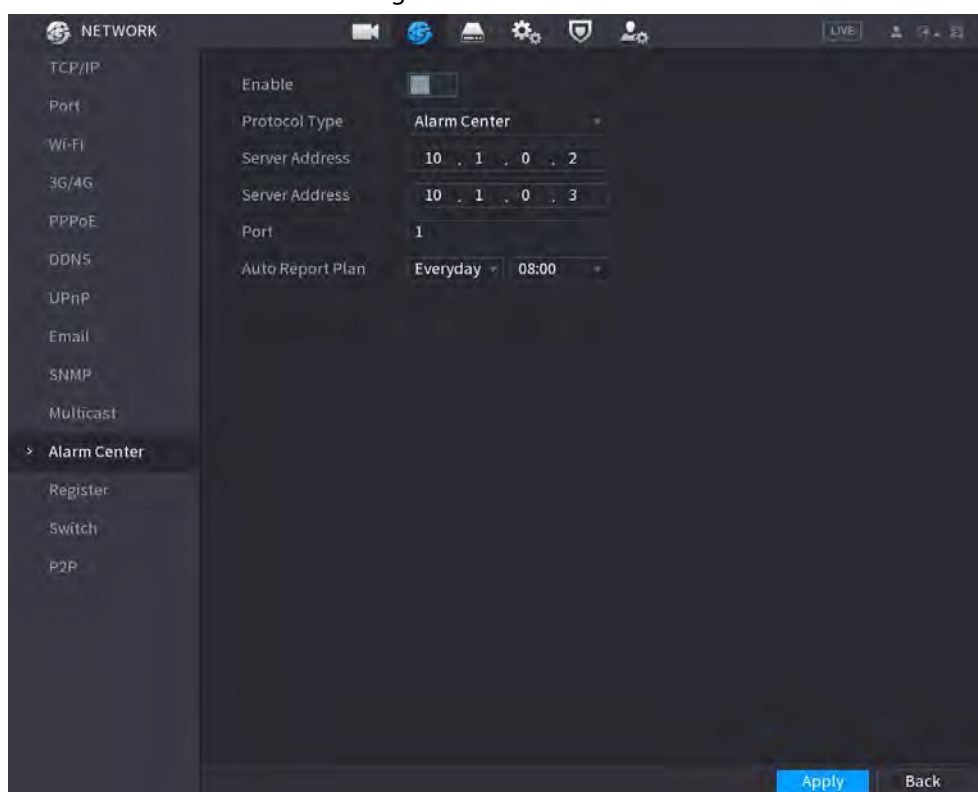 NETWORK
LIVE
TCP/IP
Port
Wi-Fi
3G/4G
PPPoE
DDNS
UPnP
Email
SNMP
Multicast
> Alarm Center
Register
Switch
P2P
Enable
Protocol Type Alarm Center
Server Address 10 . 1 . 0 . 2
Server Address 10 . 1 . 0 . 3
Port 1
Auto Report Plan Everyday 08:00
Apply Back